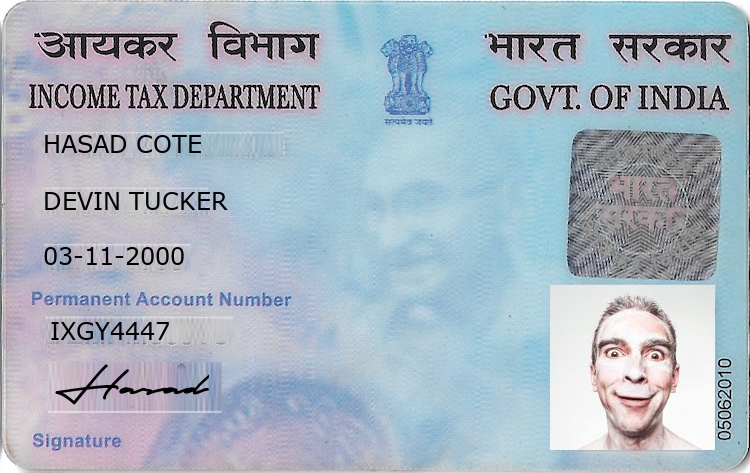 आयकर विभाग
भारत सरकार
INCOME TAX DEPARTMENT
GOVT. OF INDIA
सत्यमेव जयते
HASAD COTE
DEVIN TUCKER
03-11-2000
भारत
सरकार
Permanent Account Number
IXGY4447
Hasad
Signature
05062010